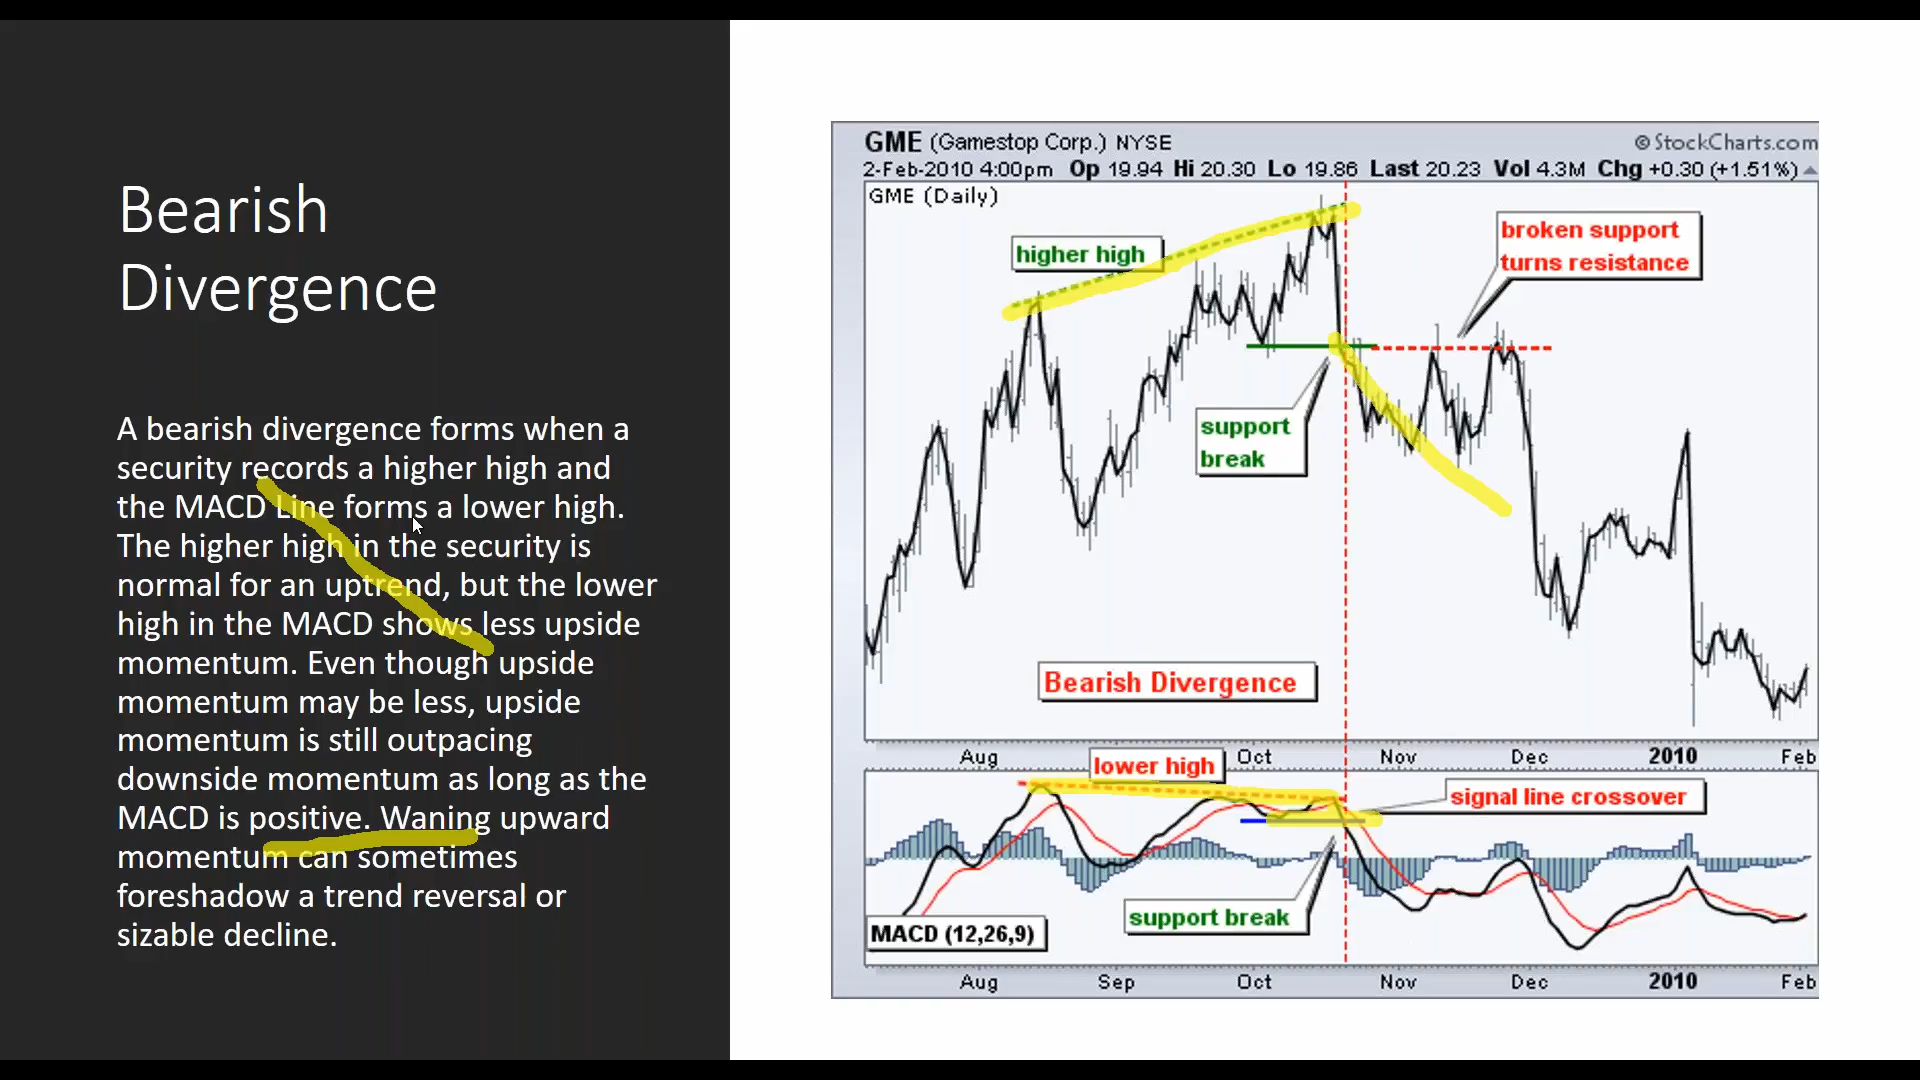 Bearish
Divergence
A bearish divergence forms when a
security records a higher high and
the MACD Line forms a lower high.
The higher high in the security is
normal for an uptrend, but the lower
high in the MACD shows less upside
momentum. Even though upside
momentum may be less, upside
momentum is still outpacing
downside momentum as long as the
MACD is positive. Waning upward
momentum can sometimes
foreshadow a trend reversal or
sizable decline.
GME (Gamestop Corp.) NYSE © StockCharts.com
2-Feb-2010 4:00pm Op 19.94 Hi 20.30 Lo 19.86 Last 20.23 Vol 4.3M Chg +0.30 (+1.51%)
GME (Daily)
higher high
broken support
turns resistance
support
break
Bearish Divergence
Aug Oct Nov Dec 2010 Feb
lower high
signal line crossover
support break
MACD (12,26,9)
Aug Sep Oct Nov Dec 2010 Feb